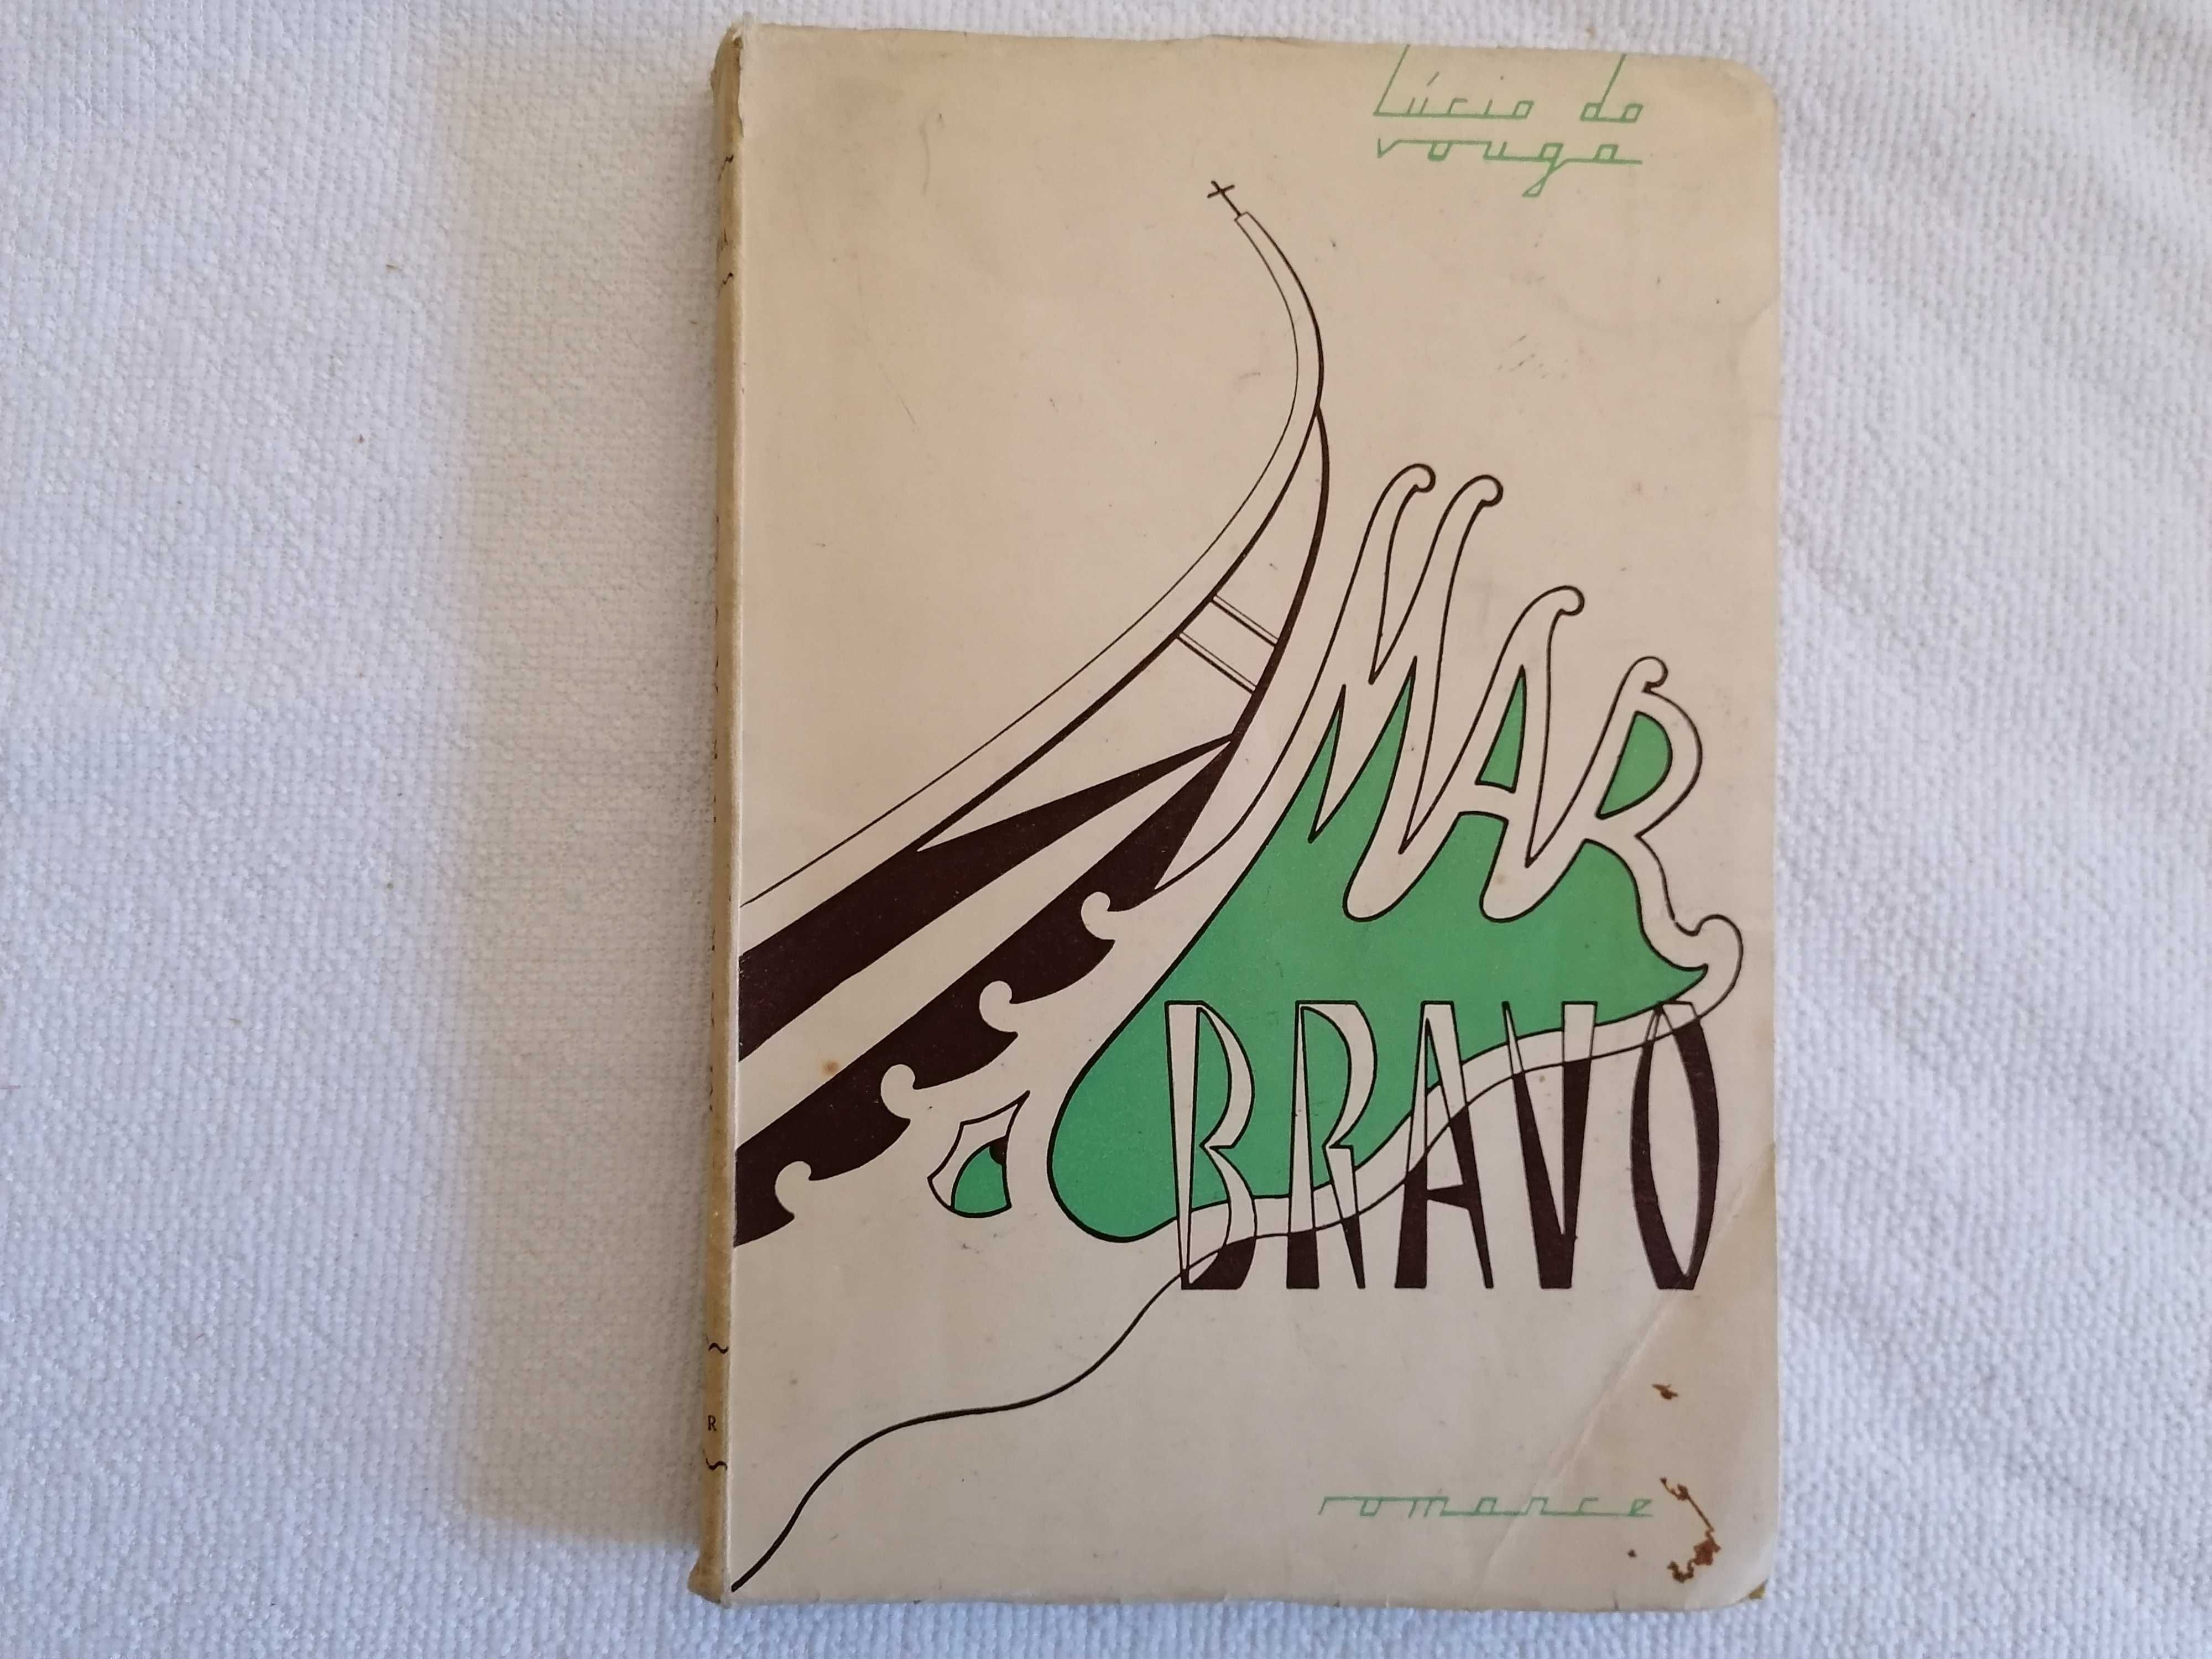 Lúcio do
vouga
MAR
BRAVO
romance
R